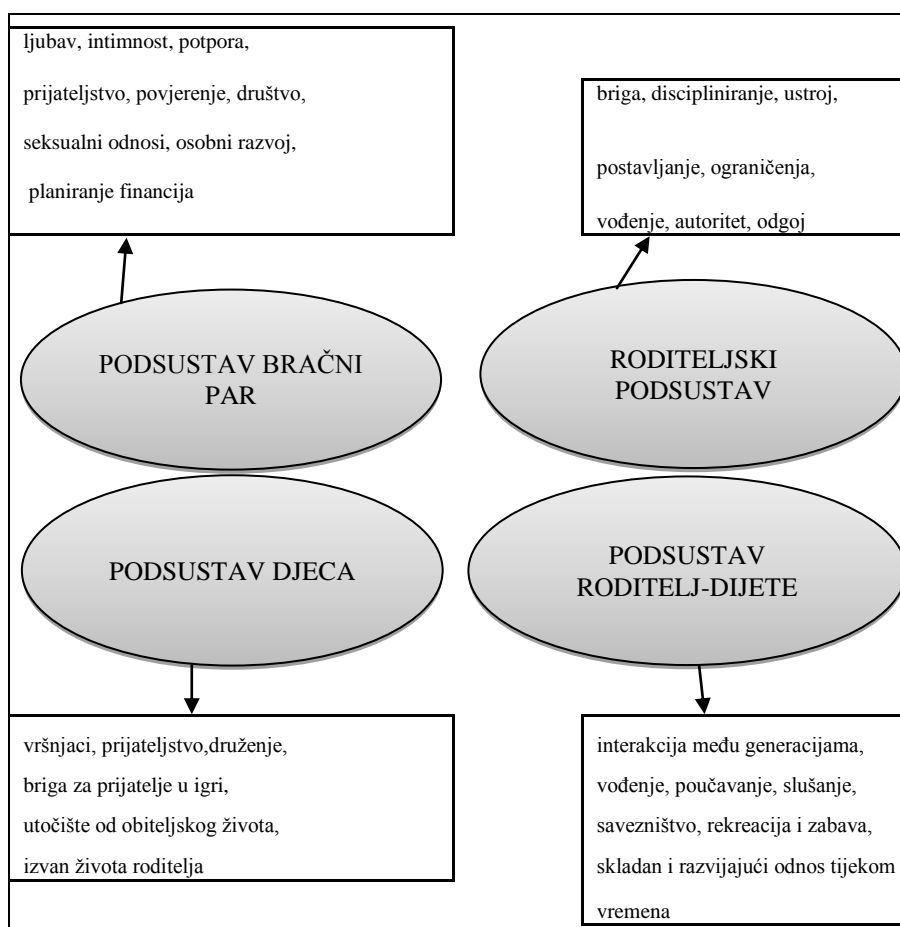 ljubav, intimnost, potpora,
prijateljstvo, povjerenje, društvo,
seksualni odnosi, osobni razvoj,
planiranje financija
briga, discipliniranje, ustroj,
postavljanje, ograničenja,
vođenje, autoritet, odgoj
PODSUSTAV BRAČNI
PAR
RODITELJSKI
PODSUSTAV
PODSUSTAV DJECA
PODSUSTAV
RODITELJ-DIJETE
vršnjaci, prijateljstvo,druženje,
briga za prijatelje u igri,
utočište od obiteljskog života,
izvan života roditelja
interakcija među generacijama,
vođenje, poučavanje, slušanje,
savezništvo, rekreacija i zabava,
skladan i razvijajući odnos tijekom
vremena